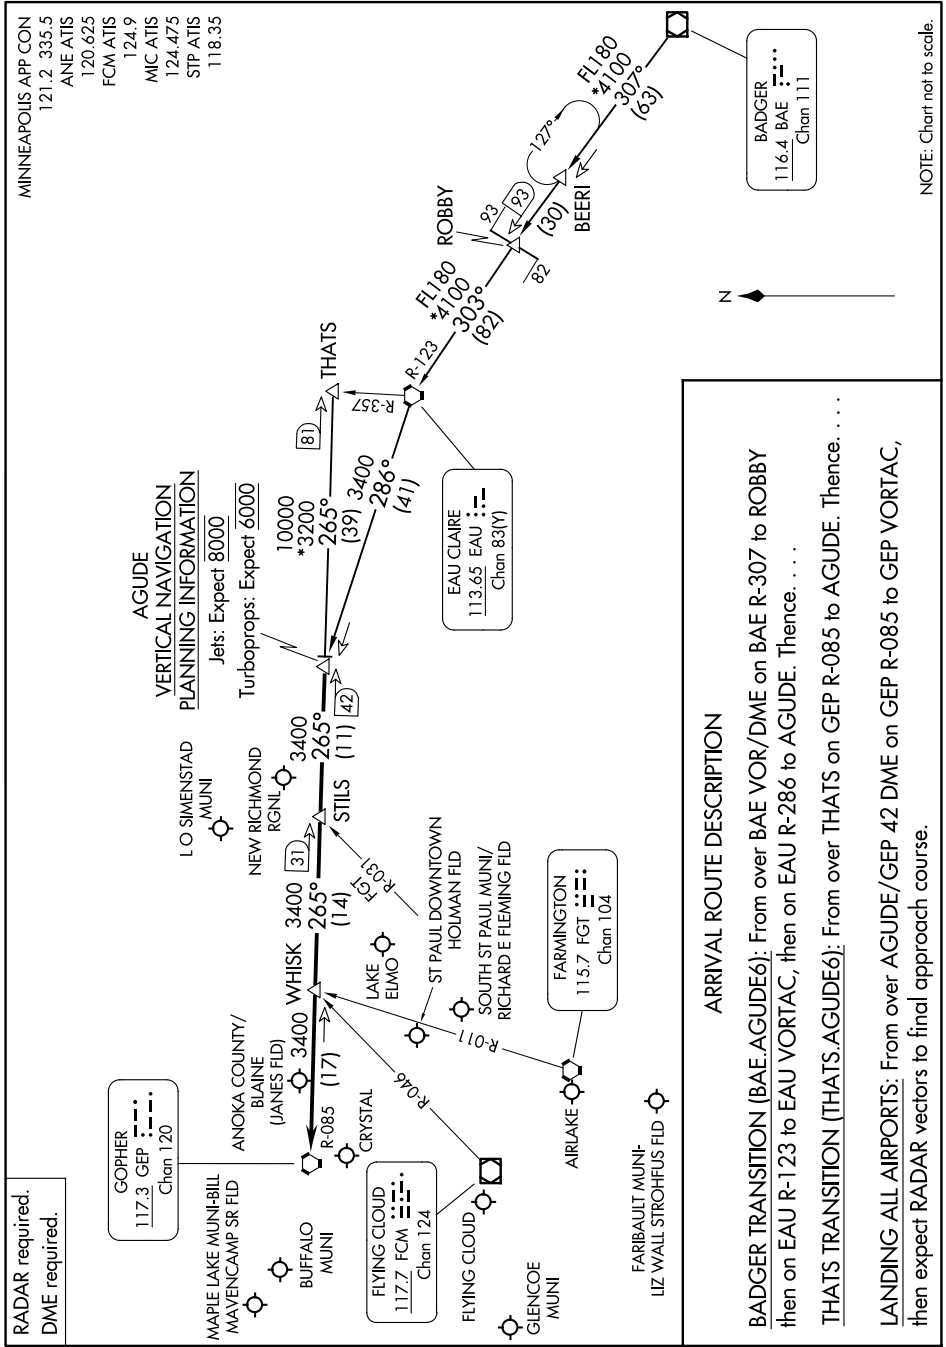 RADAR required.
DME required.
MINNEAPOLIS APP CON
121.2 335.5
ANE ATIS
120.625
FCM ATIS
124.9
MIC ATIS
124.475
STP ATIS
118.35
GOPHER
117.3 GEP
Chan 120
MAPLE LAKE MUNI-BILL
MAVENCAMP SR FLD
BUFFALO
MUNI
ANOKA COUNTY/
BLAINE
(JANES FLD)
CRYSTAL
R-085
3400
(17)
WHISK
3400
265°
(14)
31
STILS
L O SIMENSTAD
MUNI
NEW RICHMOND
RGNL
3400
265°
(11)
42
AGUDE
VERTICAL NAVIGATION
PLANNING INFORMATION
Jets: Expect 8000
Turboprops: Expect 6000
10000
*3200
265°
(39)
81
THATS
R-357
3400
286°
(41)
EAU CLAIRE
113.65 EAU
Chan 83(Y)
R-123
FL180
*4100
303°
(82)
ROBBY
93
93
82
(30)
BEERI
127°
FL180
*4100
307°
(63)
BADGER
116.4 BAE
Chan 111
FLYING CLOUD
117.7 FCM
Chan 124
FLYING CLOUD
GLENCOE
MUNI
R-046
FGT
R-031
LAKE
ELMO
ST PAUL DOWNTOWN
HOLMAN FLD
SOUTH ST PAUL MUNI/
RICHARD E FLEMING FLD
R-011
FARMINGTON
115.7 FGT
Chan 104
AIRLAKE
FARIBAULT MUNI-
LIZ WALL STROHFUS FLD
N
NOTE: Chart not to scale.
ARRIVAL ROUTE DESCRIPTION
BADGER TRANSITION (BAE.AGUDE6): From over BAE VOR/DME on BAE R-307 to ROBBY
then on EAU R-123 to EAU VORTAC, then on EAU R-286 to AGUDE. Thence. . . .
THATS TRANSITION (THATS.AGUDE6): From over THATS on GEP R-085 to AGUDE. Thence. . . .
LANDING ALL AIRPORTS: From over AGUDE/GEP 42 DME on GEP R-085 to GEP VORTAC,
then expect RADAR vectors to final approach course.